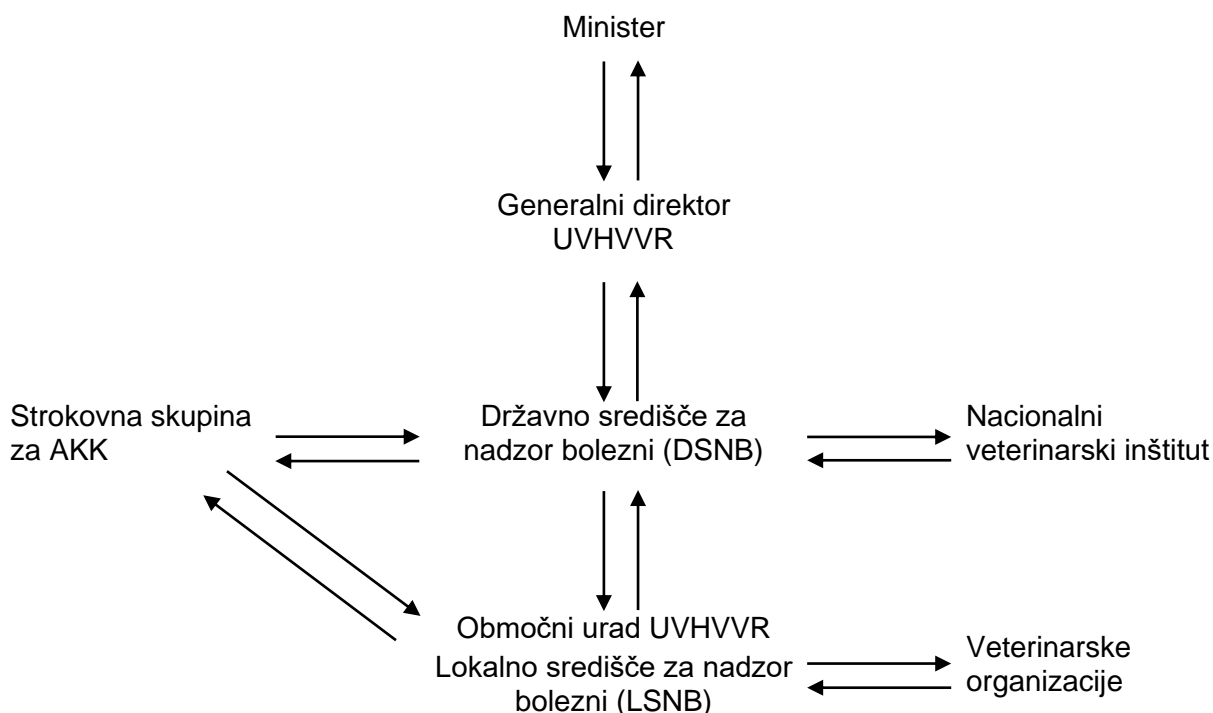 Minister
Generalni direktor
UVHVVR
Strokovna skupina
za AKK
Državno središče za
nadzor bolezni (DSNB)
Nacionalni
veterinarski inštitut
Območni urad UVHVVR
Lokalno središče za nadzor
bolezni (LSNB)
Veterinarske
organizacije